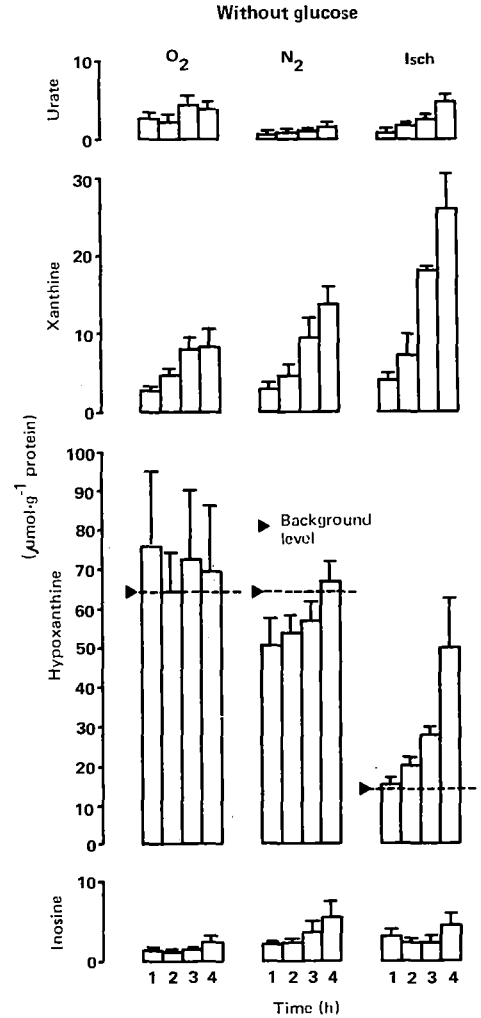 Without glucose
O2 N2 Isch
Urate
10
0
Xanthine
30
20
10
0
(µmol·g-1 protein)
Hypoxanthine
100
90
80
70
60
50
40
30
20
10
0
Background
level
Inosine
10
0
1 2 3 4 1 2 3 4 1 2 3 4
Time (h)